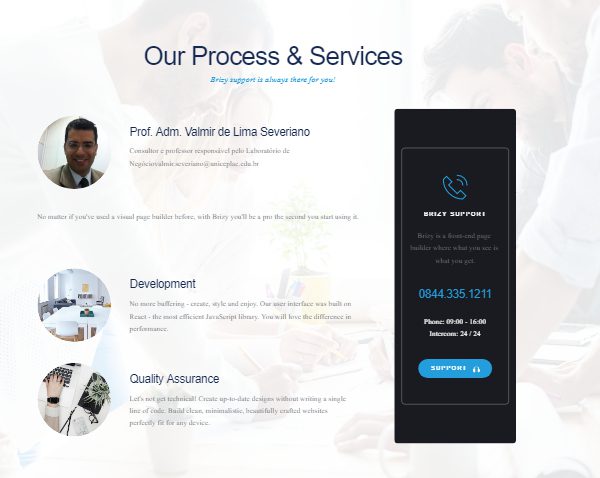 Our Process & Services
Brizy support is always there for you!
Prof. Adm. Valmir de Lima Severiano
Consultor e professor responsável pelo Laboratório de
Negóciovalmir.severiano@uniceplac.edu.br
No matter if you've used a visual page builder before, with Brizy you'll be a pro the second you start using it.
Development
No more buffering - create, style and enjoy. Our user interface was built on
React - the most efficient JavaScript library. You will love the difference in
performance.
Quality Assurance
Let's not get technical! Create up-to-date designs without writing a single
line of code. Build clean, minimalistic, beautifully crafted websites
perfectly fit for any device.
BRIZY SUPPORT
Brizy is a front-end page
builder where what you see is
what you get.
0844.335.1211
Phone: 09:00 - 16:00
Intercom: 24 / 24
SUPPORT